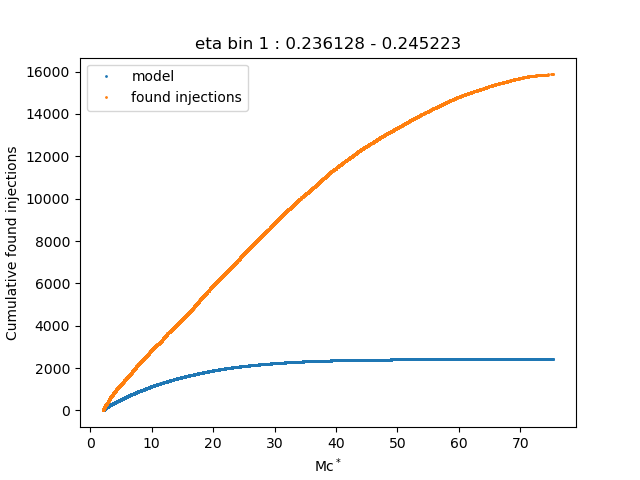 eta bin 1 : 0.236128 - 0.245223
model
found injections
Cumulative found injections
16000
14000
12000
10000
8000
6000
4000
2000
0
0 10 20 30 40 50 60 70
Mc*